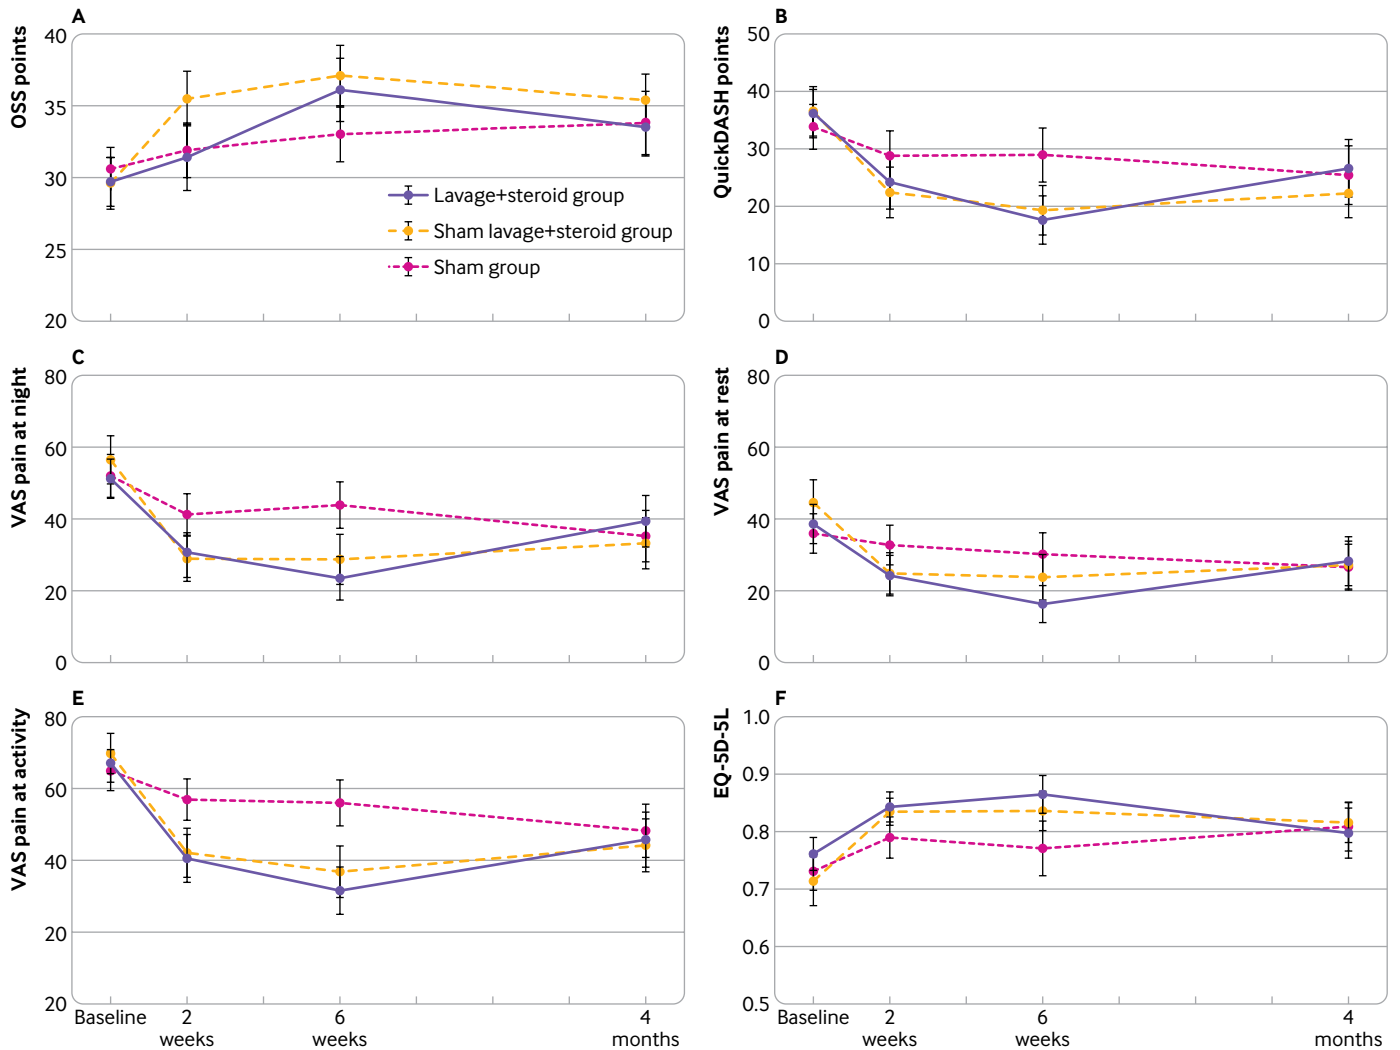 A
OSS points
40
35
30
25
20
Lavage+steroid group
Sham lavage+steroid group
Sham group
B
QuickDASH points
50
40
30
20
10
0
C
VAS pain at night
80
60
40
20
0
D
VAS pain at rest
80
60
40
20
0
E
VAS pain at activity
80
60
40
20
20
Baseline
2
weeks
6
weeks
4
months
F
EQ-5D-5L
1.0
0.9
0.8
0.7
0.6
0.5
Baseline
2
weeks
6
weeks
4
months